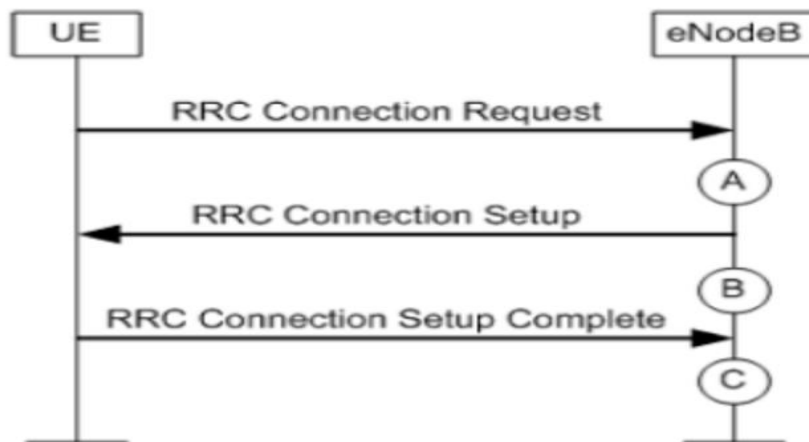 UE
eNodeB
RRC Connection Request
A
RRC Connection Setup
B
RRC Connection Setup Complete
C